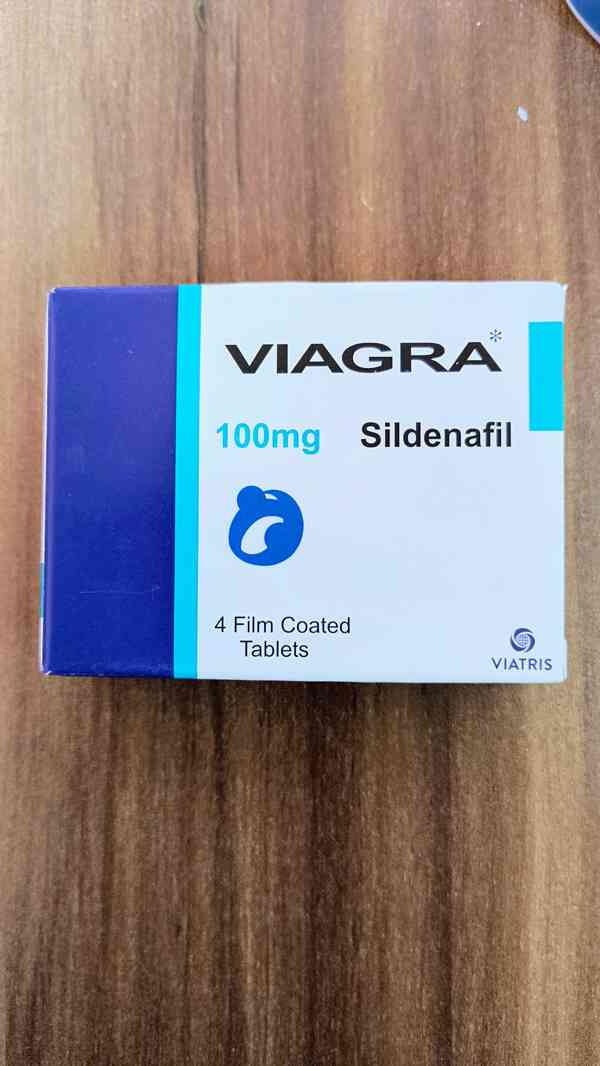 VIAGRA*
100mg Sildenafil
4 Film Coated
Tablets
VIATRIS